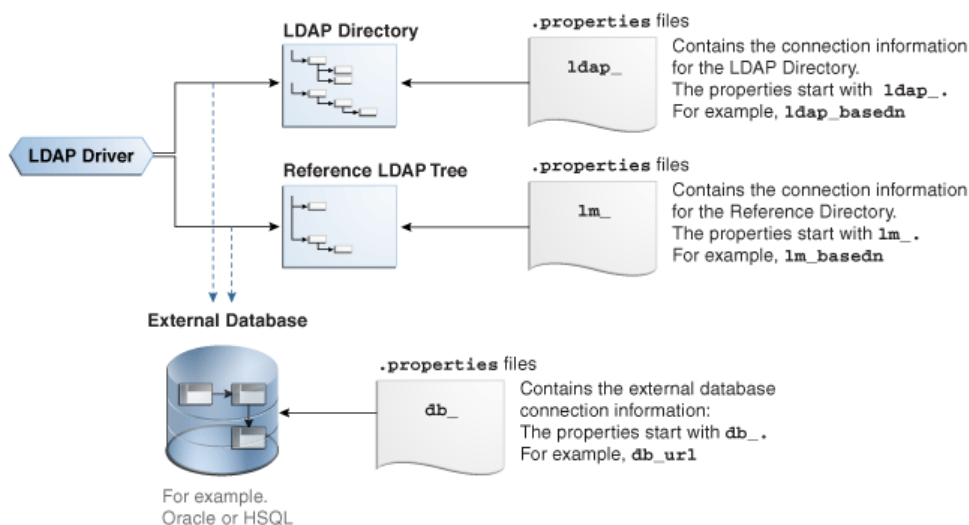 LDAP Driver
LDAP Directory
.properties files
ldap_
Contains the connection information
for the LDAP Directory.
The properties start with ldap_.
For example, ldap_basedn
Reference LDAP Tree
.properties files
lm_
Contains the connection information
for the Reference Directory.
The properties start with lm_.
For example, lm_basedn
External Database
For example.
Oracle or HSQL
.properties files
db_
Contains the external database
connection information:
The properties start with db_.
For example, db_url